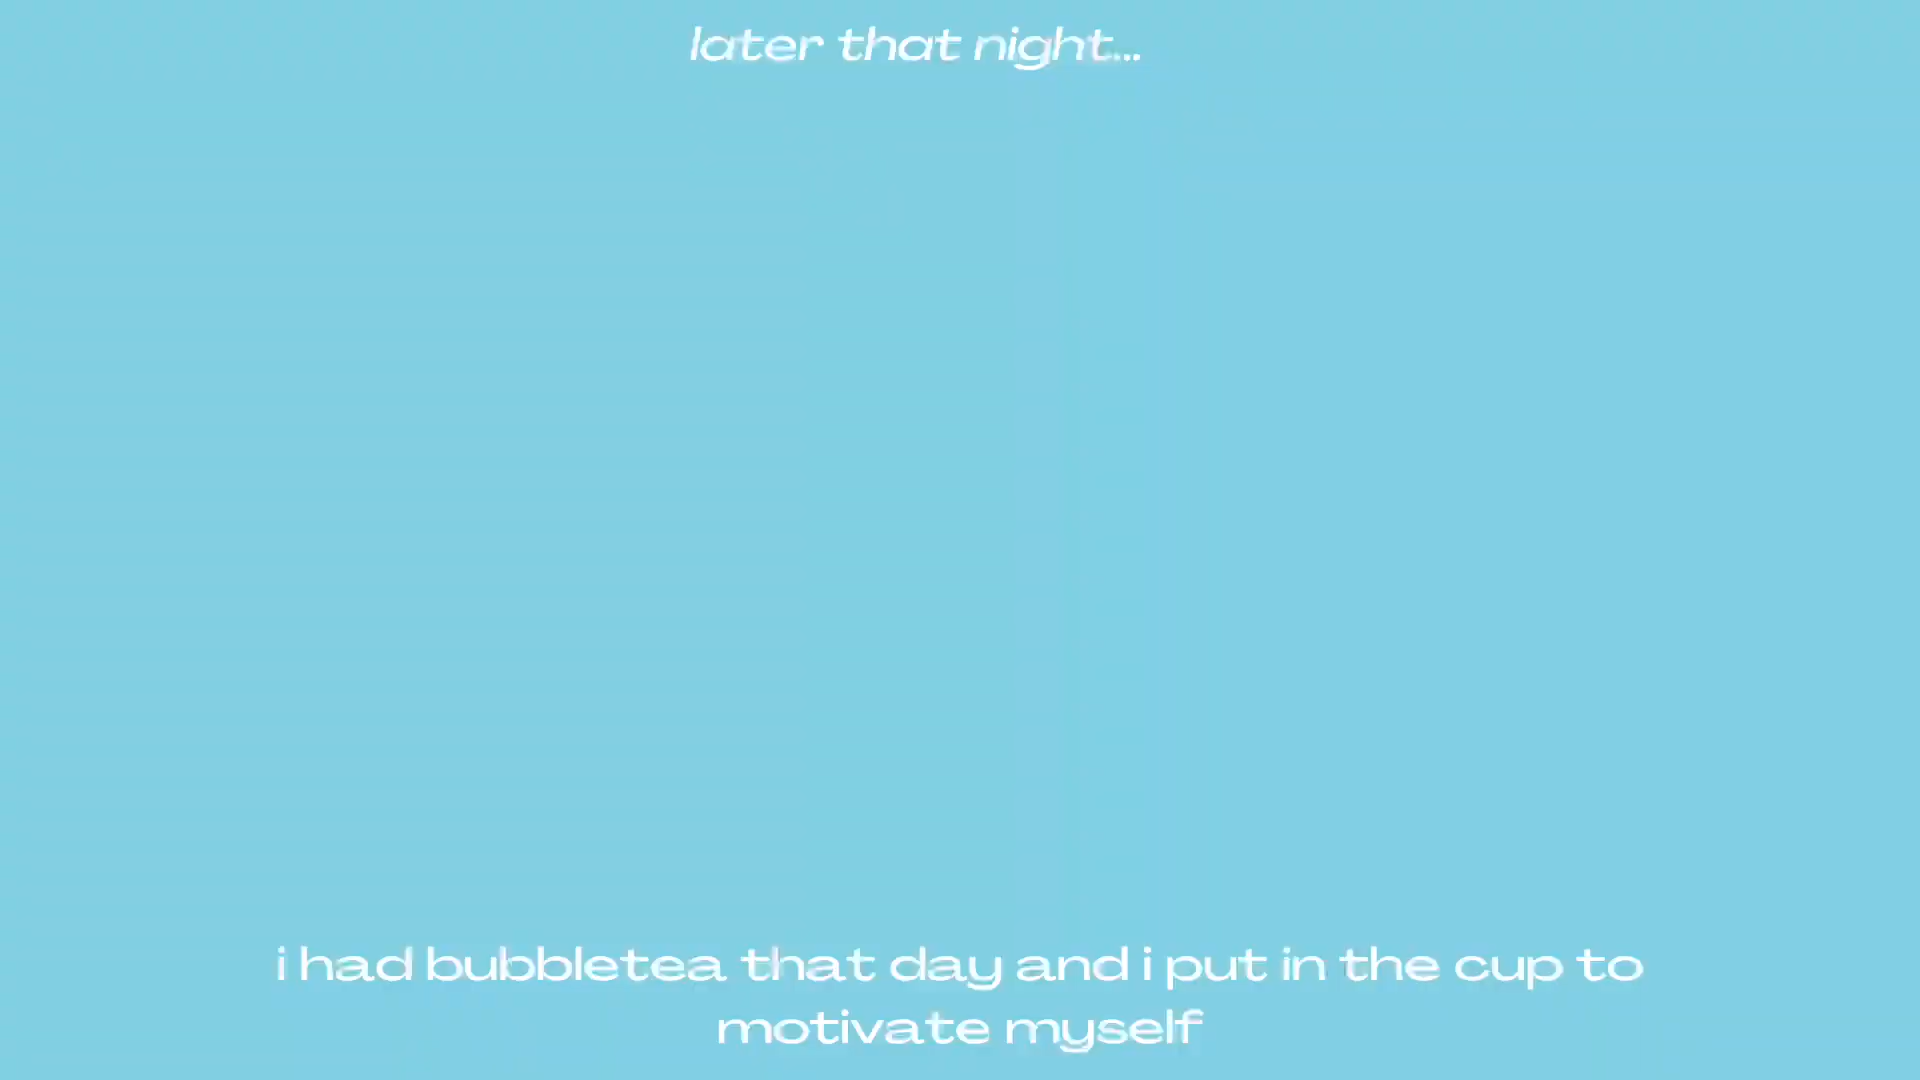 later that night...
i had bubbletea that day and i put in the cup to
motivate myself